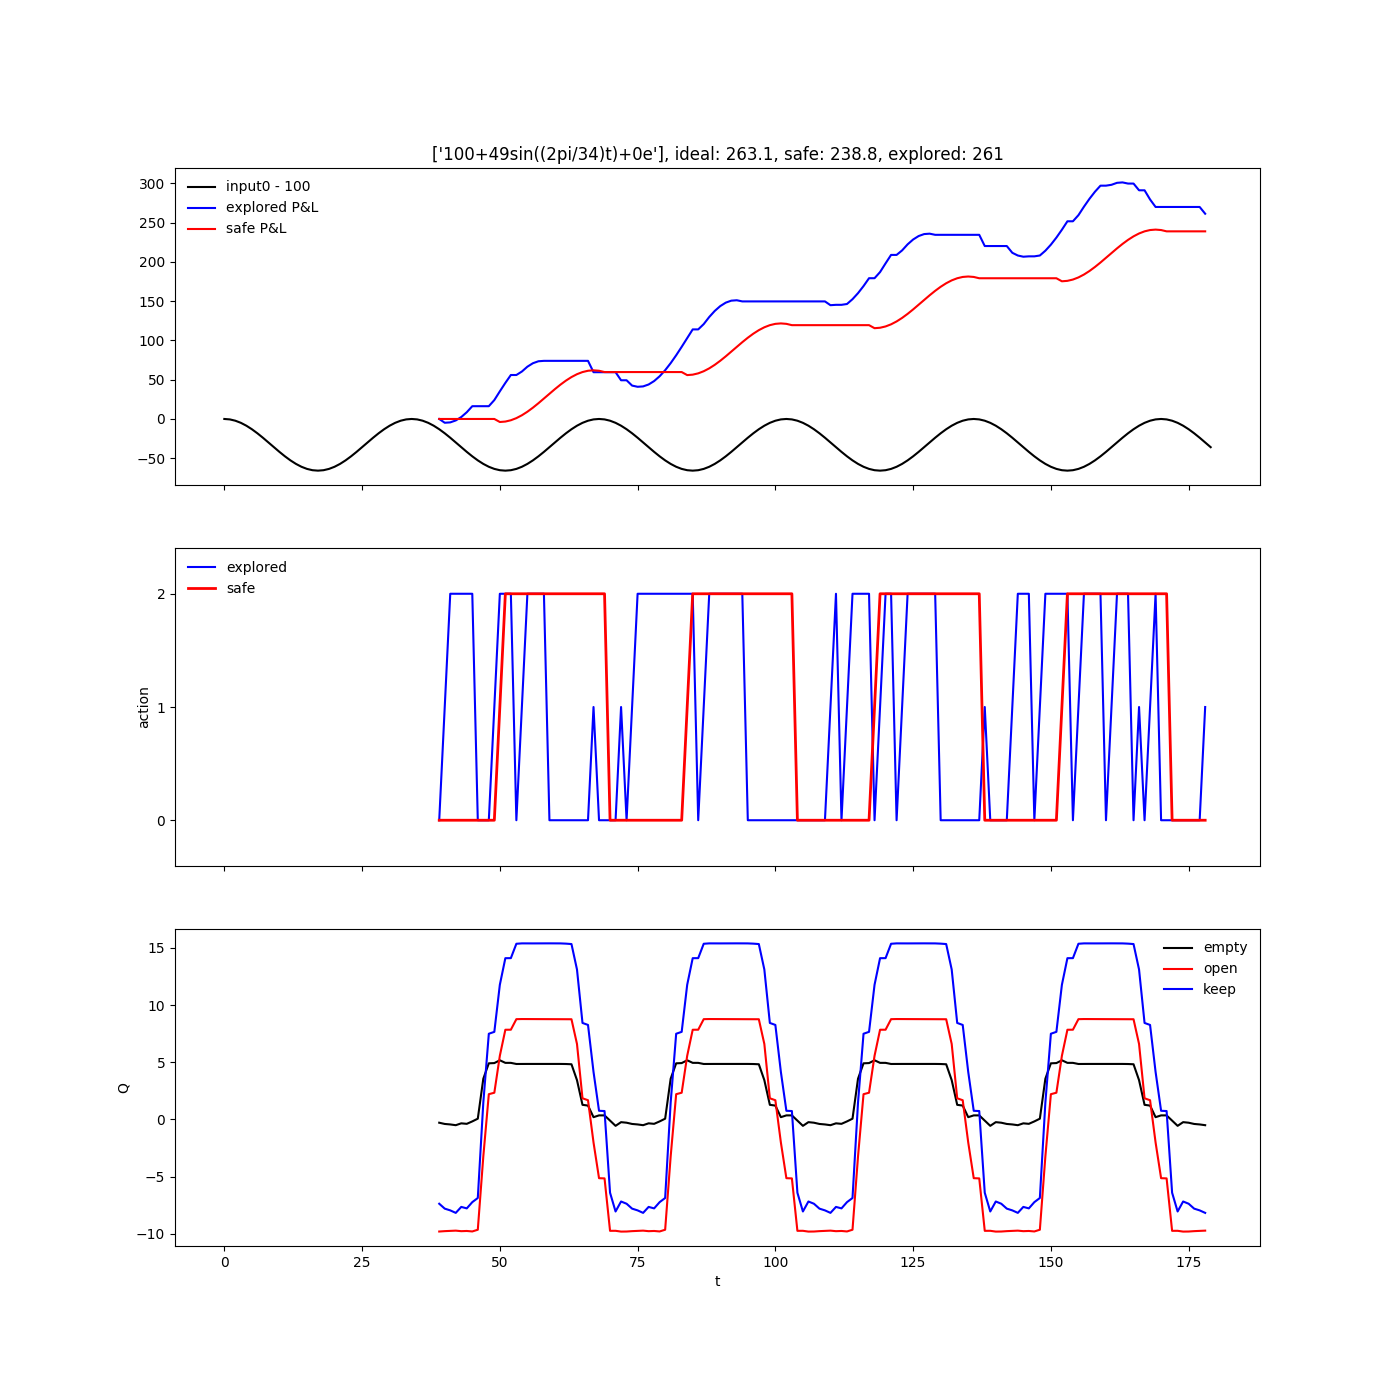 ['100+49sin((2pi/34)t)+0e'], ideal: 263.1, safe: 238.8, explored: 261
300
250
200
150
100
50
0
−50
input0 - 100
explored P&L
safe P&L
2
1
0
action
explored
safe
15
10
5
0
−5
−10
Q
empty
open
keep
0 25 50 75 100 125 150 175
t